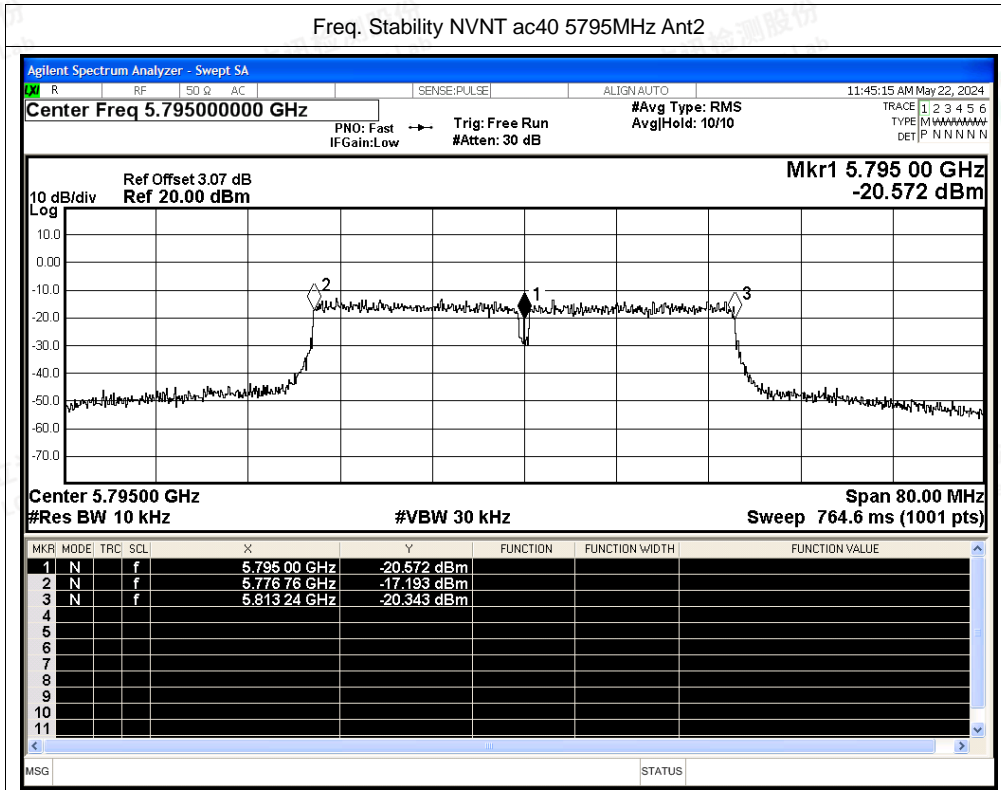 Freq. Stability NVNT ac40 5795MHz Ant2
Agilent Spectrum Analyzer - Swept SA
LXI R RF 50 Ω AC SENSE:PULSE ALIGN AUTO 11:45:15 AM May 22, 2024
Center Freq 5.795000000 GHz #Avg Type: RMS TRACE 1 2 3 4 5 6
PNO: Fast Trig: Free Run Avg|Hold: 10/10 TYPE M
IFGain:Low #Atten: 30 dB DET P N N N N N
Mkr1 5.795 00 GHz
Ref Offset 3.07 dB
10 dB/div Ref 20.00 dBm -20.572 dBm
Log
10.0
0.00
-10.0
2
1
3
-20.0
-30.0
-40.0
-50.0
-60.0
-70.0
Center 5.79500 GHz Span 80.00 MHz
#Res BW 10 kHz #VBW 30 kHz Sweep 764.6 ms (1001 pts)
MKR MODE TRC SCL X Y FUNCTION FUNCTION WIDTH FUNCTION VALUE
1 N f 5.795 00 GHz -20.572 dBm
2 N f 5.776 76 GHz -17.193 dBm
3 N f 5.813 24 GHz -20.343 dBm
4
5
6
7
8
9
10
11
MSG STATUS